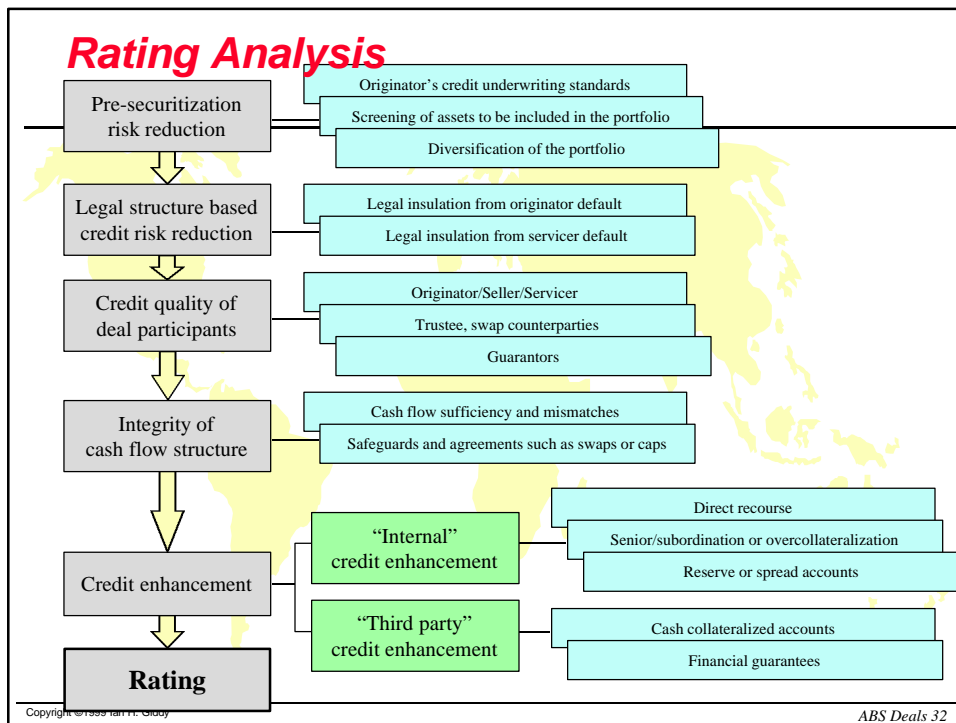 Rating Analysis
Pre-securitization
risk reduction
Originator's credit underwriting standards
Screening of assets to be included in the portfolio
Diversification of the portfolio
Legal structure based
credit risk reduction
Legal insulation from originator default
Legal insulation from servicer default
Credit quality of
deal participants
Originator/Seller/Servicer
Trustee, swap counterparties
Guarantors
Integrity of
cash flow structure
Cash flow sufficiency and mismatches
Safeguards and agreements such as swaps or caps
Credit enhancement
“Internal”
credit enhancement
Direct recourse
Senior/subordination or overcollateralization
Reserve or spread accounts
“Third party”
credit enhancement
Cash collateralized accounts
Financial guarantees
Rating
Copyright ©1999 Ian H. Giddy
ABS Deals 32